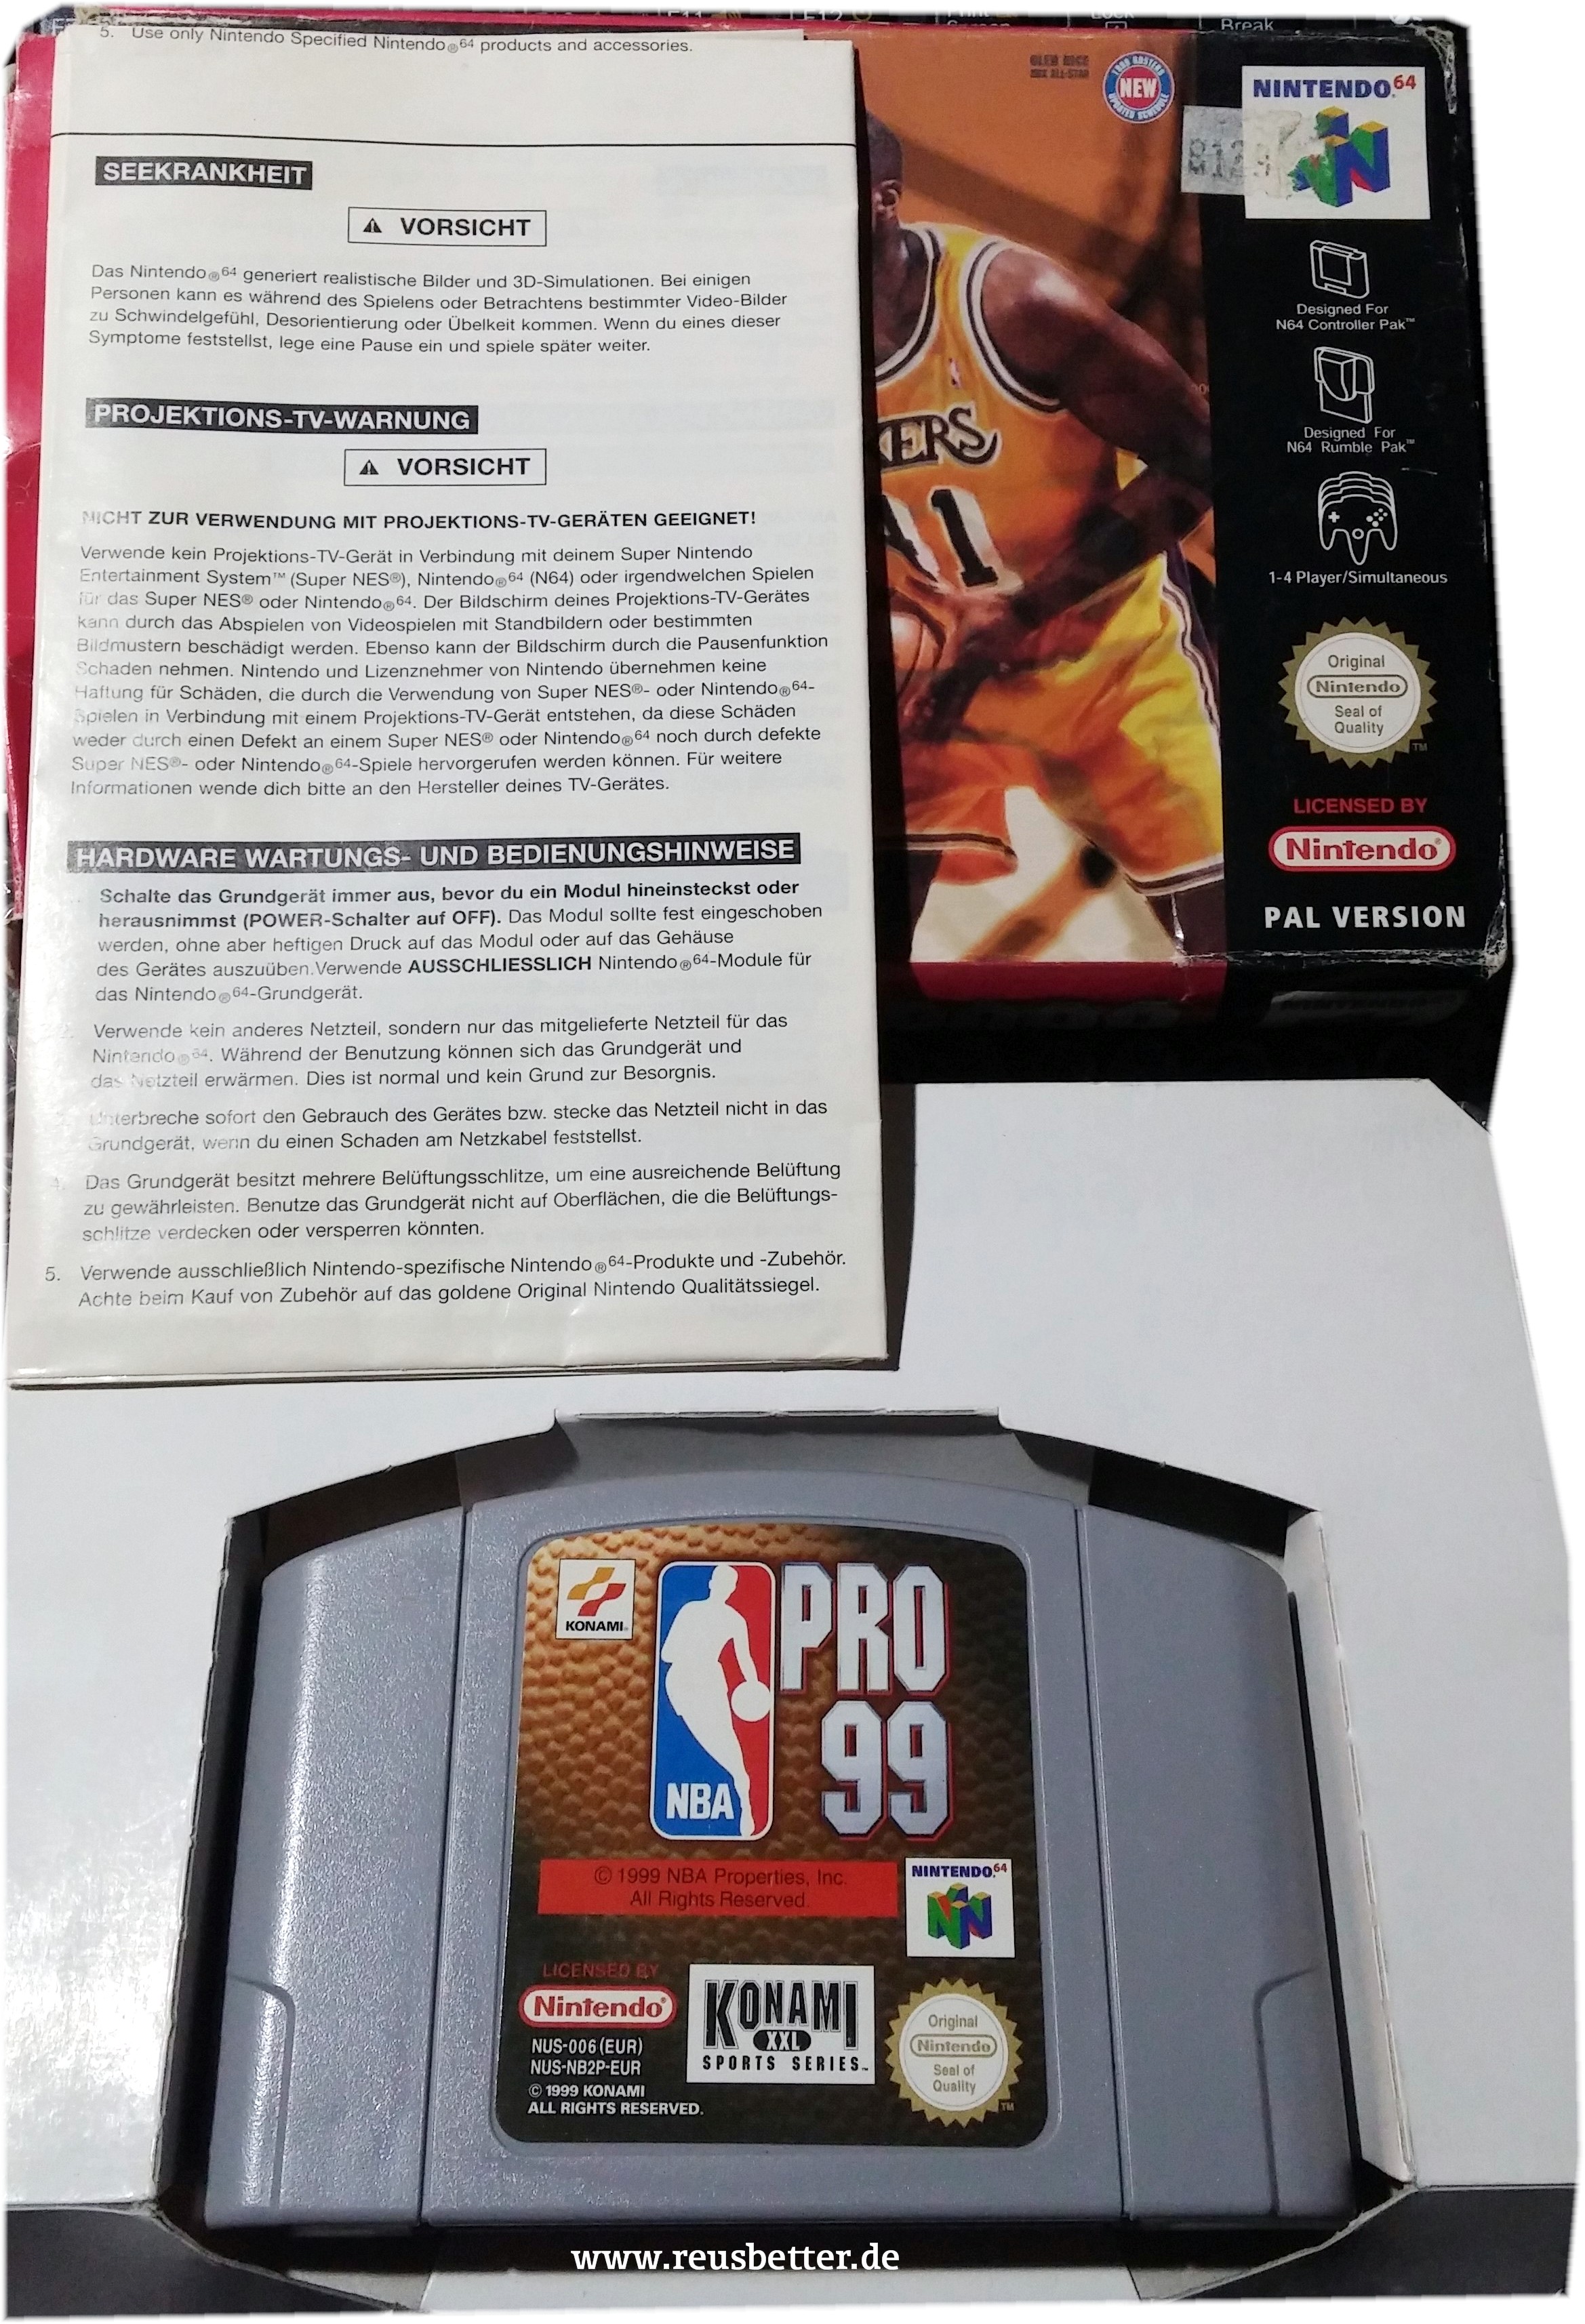 5. Use only Nintendo Specified Nintendo®64 products and accessories.
SEEKRANKHEIT
VORSICHT
Das Nintendo®64 generiert realistische Bilder und 3D-Simulationen. Bei einigen
Personen kann es während des Spielens oder Betrachtens bestimmter Video-Bilder
zu Schwindelgefühl, Desorientierung oder Übelkeit kommen. Wenn du eines dieser
Symptome feststellst, lege eine Pause ein und spiele später weiter.
PROJEKTIONS-TV-WARNUNG
VORSICHT
NICHT ZUR VERWENDUNG MIT PROJEKTIONS-TV-GERÄTEN GEEIGNET!
Verwende kein Projektions-TV-Gerät in Verbindung mit deinem Super Nintendo
Entertainment System™ (Super NES®), Nintendo®64 (N64) oder irgendwelchen Spielen
für das Super NES® oder Nintendo®64. Der Bildschirm deines Projektions-TV-Gerätes
kann durch das Abspielen von Videospielen mit Standbildern oder bestimmten
Bildmustern beschädigt werden. Ebenso kann der Bildschirm durch die Pausenfunktion
Schaden nehmen. Nintendo und Lizenznehmer von Nintendo übernehmen keine
Haftung für Schäden, die durch die Verwendung von Super NES®- oder Nintendo®64-
Spielen in Verbindung mit einem Projektions-TV-Gerät entstehen, da diese Schäden
weder durch einen Defekt an einem Super NES® oder Nintendo®64 noch durch defekte
Super NES®- oder Nintendo®64-Spiele hervorgerufen werden können. Für weitere
Informationen wende dich bitte an den Hersteller deines TV-Gerätes.
HARDWARE WARTUNGS- UND BEDIENUNGSHINWEISE
Schalte das Grundgerät immer aus, bevor du ein Modul hineinsteckst oder
herausnimmst (POWER-Schalter auf OFF). Das Modul sollte fest eingeschoben
werden, ohne aber heftigen Druck auf das Modul oder auf das Gehäuse
des Gerätes auszuüben.Verwende AUSSCHLIESSLICH Nintendo®64-Module für
das Nintendo®64-Grundgerät.
Verwende kein anderes Netzteil, sondern nur das mitgelieferte Netzteil für das
Nintendo®64. Während der Benutzung können sich das Grundgerät und
das Netzteil erwärmen. Dies ist normal und kein Grund zur Besorgnis.
Unterbreche sofort den Gebrauch des Gerätes bzw. stecke das Netzteil nicht in das
Grundgerät, wenn du einen Schaden am Netzkabel feststellst.
4. Das Grundgerät besitzt mehrere Belüftungsschlitze, um eine ausreichende Belüftung
zu gewährleisten. Benutze das Grundgerät nicht auf Oberflächen, die die Belüftungs-
schlitze verdecken oder versperren könnten.
5. Verwende ausschließlich Nintendo-spezifische Nintendo®64-Produkte und -Zubehör.
Achte beim Kauf von Zubehör auf das goldene Original Nintendo Qualitätssiegel.
Break
NEW
NINTENDO64
KERS
41
Designed For
N64 Controller Pak™
Designed For
N64 Rumble Pak™
1-4 Player/Simultaneous
Original
Nintendo
Seal of
Quality
TM
LICENSED BY
Nintendo®
PAL VERSION
KONAMI
NBA
PRO
99
© 1999 NBA Properties, Inc.
All Rights Reserved.
NINTENDO64
LICENSED BY
Nintendo®
NUS-006 (EUR)
NUS-NB2P-EUR
© 1999 KONAMI
ALL RIGHTS RESERVED.
KONAMI
XXL
SPORTS SERIES™
Original
Nintendo
Seal of
Quality
TM
www.reusbetter.de